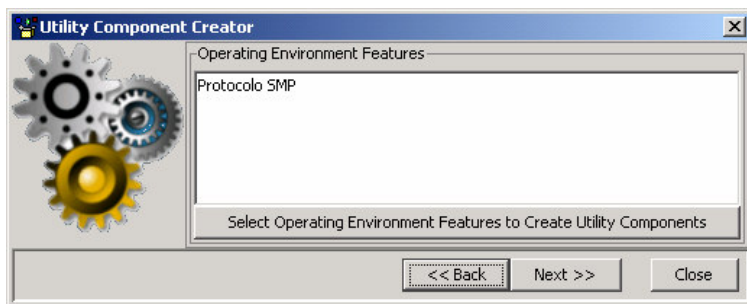 Utility Component Creator
Operating Environment Features
Protocolo SMP
Select Operating Environment Features to Create Utility Components
<< Back Next >> Close